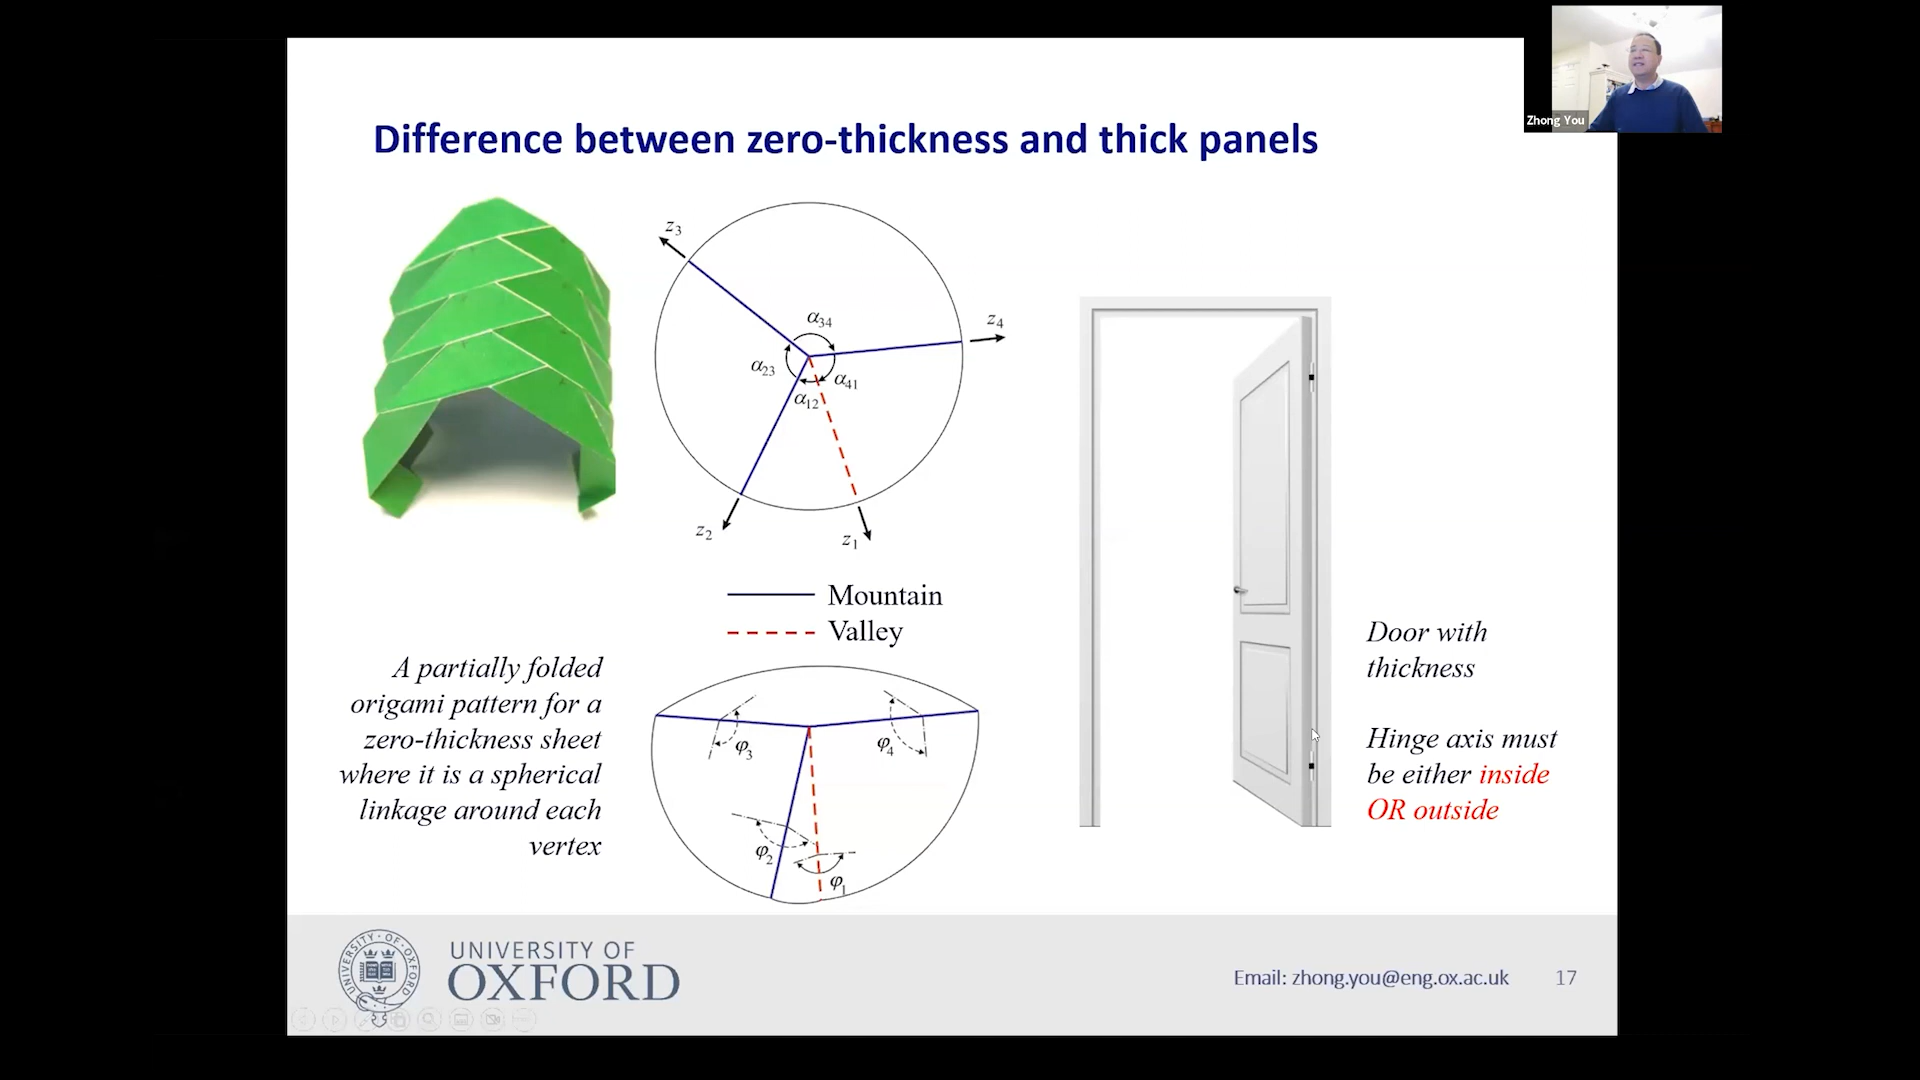 Zhong You
Difference between zero-thickness and thick panels
z3
z4
α34
α23
α41
α12
z2
z1
Mountain
Valley
A partially folded
origami pattern for a
zero-thickness sheet
where it is a spherical
linkage around each
vertex
φ3
φ4
φ2
φ1
Door with
thickness
Hinge axis must
be either inside
OR outside
UNIVERSITY OF
OXFORD
UNIVERSITY · OF · OXFORD
Email: zhong.you@eng.ox.ac.uk
17